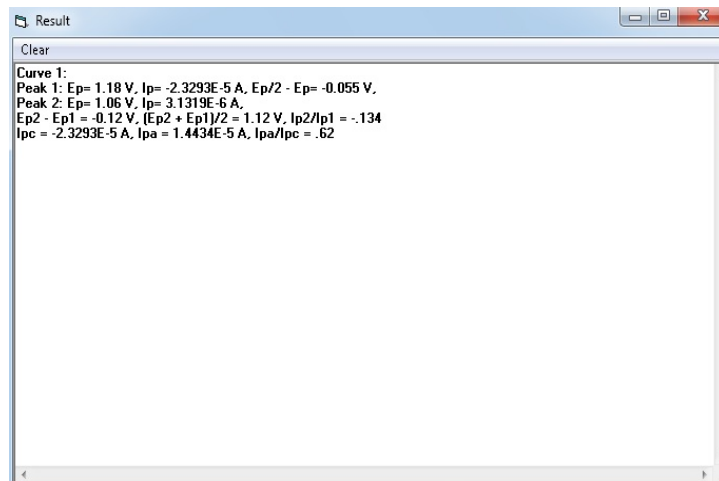 Result
Clear
Curve 1:
Peak 1: Ep= 1.18 V, Ip= -2.3293E-5 A, Ep/2 - Ep= -0.055 V,
Peak 2: Ep= 1.06 V, Ip= 3.1319E-6 A,
Ep2 - Ep1 = -0.12 V, (Ep2 + Ep1)/2 = 1.12 V, Ip2/Ip1 = -.134
Ipc = -2.3293E-5 A, Ipa = 1.4434E-5 A, Ipa/Ipc = .62